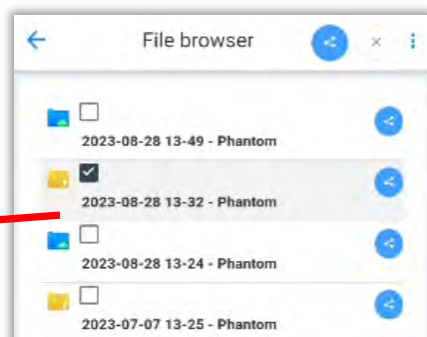 File browser
2023-08-28 13-49 - Phantom
2023-08-28 13-32 - Phantom
2023-08-28 13-24 - Phantom
2023-07-07 13-25 - Phantom